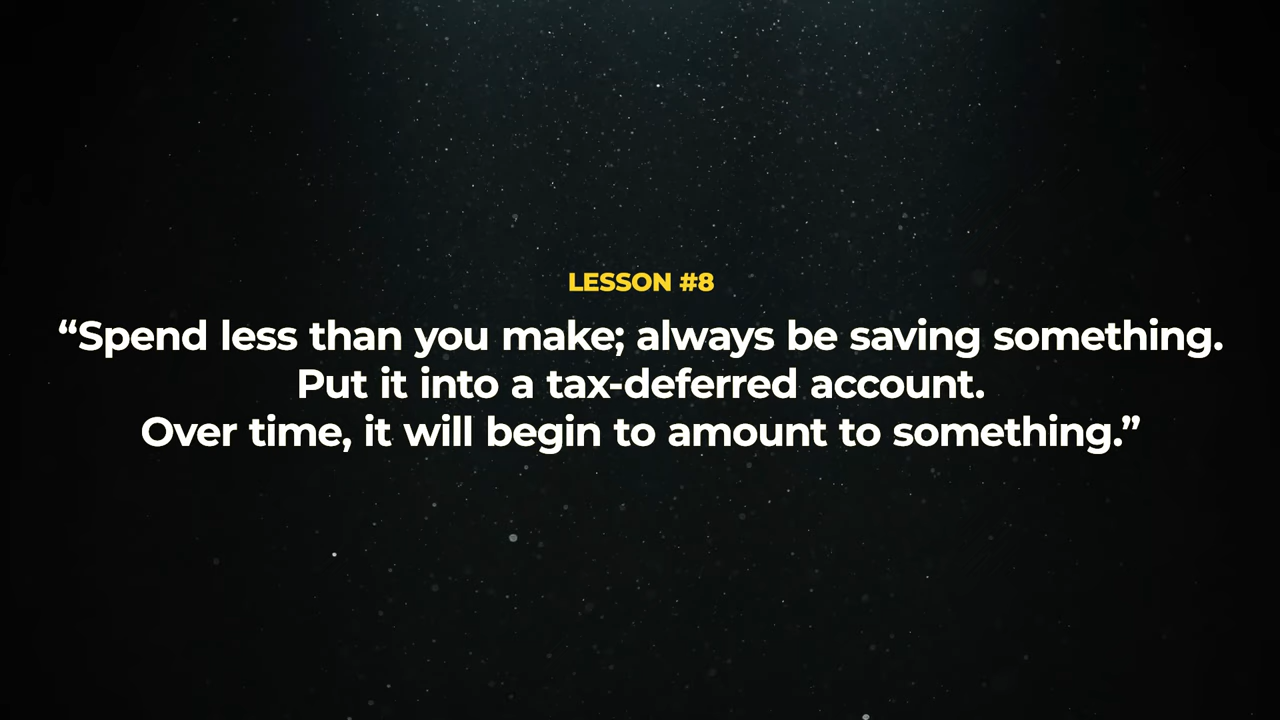 LESSON #8
“Spend less than you make; always be saving something.
Put it into a tax-deferred account.
Over time, it will begin to amount to something.”